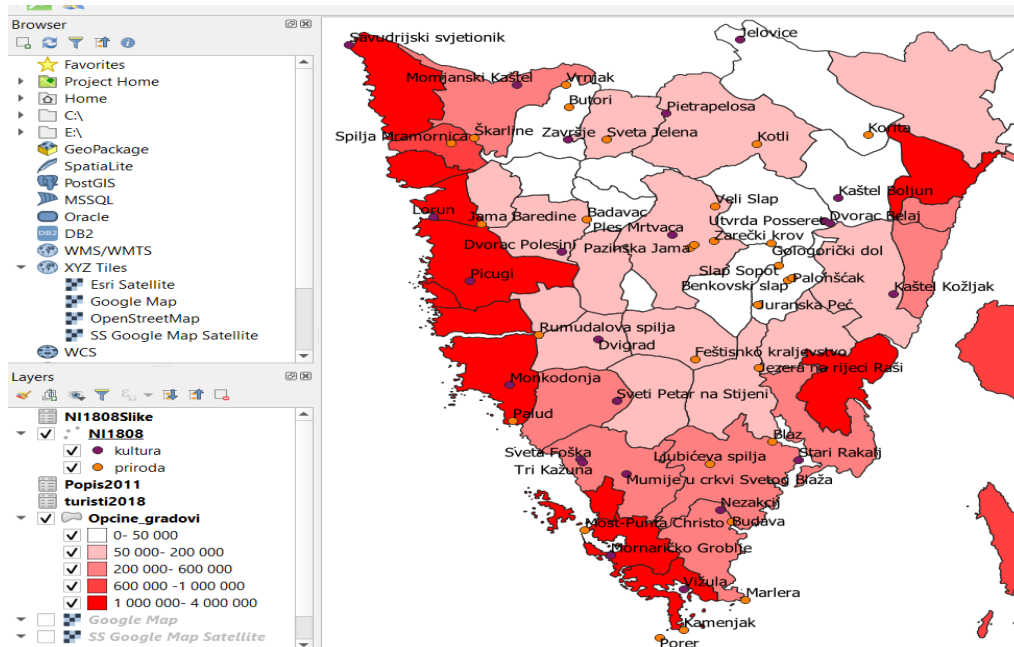 Browser
Favorites
Project Home
Home
C:\
E:\
GeoPackage
SpatiaLite
PostGIS
MSSQL
Oracle
DB2
WMS/WMTS
XYZ Tiles
Esri Satellite
Google Map
OpenStreetMap
SS Google Map Satellite
WCS
Layers
NI1808Slike
NI1808
kultura
priroda
Popis2011
turisti2018
Opcine_gradovi
0- 50 000
50 000- 200 000
200 000- 600 000
600 000 -1 000 000
1 000 000- 4 000 000
Google Map
SS Google Map Satellite
Savudrijski svjetionik
Jelovice
Momjanski Kaštel
Vrnjak
Butori
Pietrapelosa
Spilja Mramornica
Škarline
Završje
Sveta Jelena
Kotli
Korita
Kaštel Boljun
Veli Slap
Lorun
Jama Baredine
Badavac
Utvrda Posseret
Dvorac Belaj
Ples Mrtvaca
Zarečki krov
Dvorac Polesini
Pazinska Jama
Gologorički dol
Picugi
Slap Sopot
Palonšćak
Benkovski slap
Kaštel Kožljak
Juranska Peć
Rumudalova spilja
Dvigrad
Feštisnko kraljevstvo
Jezera na rijeci Raši
Monkodonja
Sveti Petar na Stijeni
Palud
Blaz
Sveta Foška
Ljubićeva spilja
Stari Rakalj
Tri Kažuna
Mumije u crkvi Svetog Blaža
Nezakcij
Most-Punta Christo
Budava
Mornaričko Groblje
Vižula
Marlera
Kamenjak
Porer